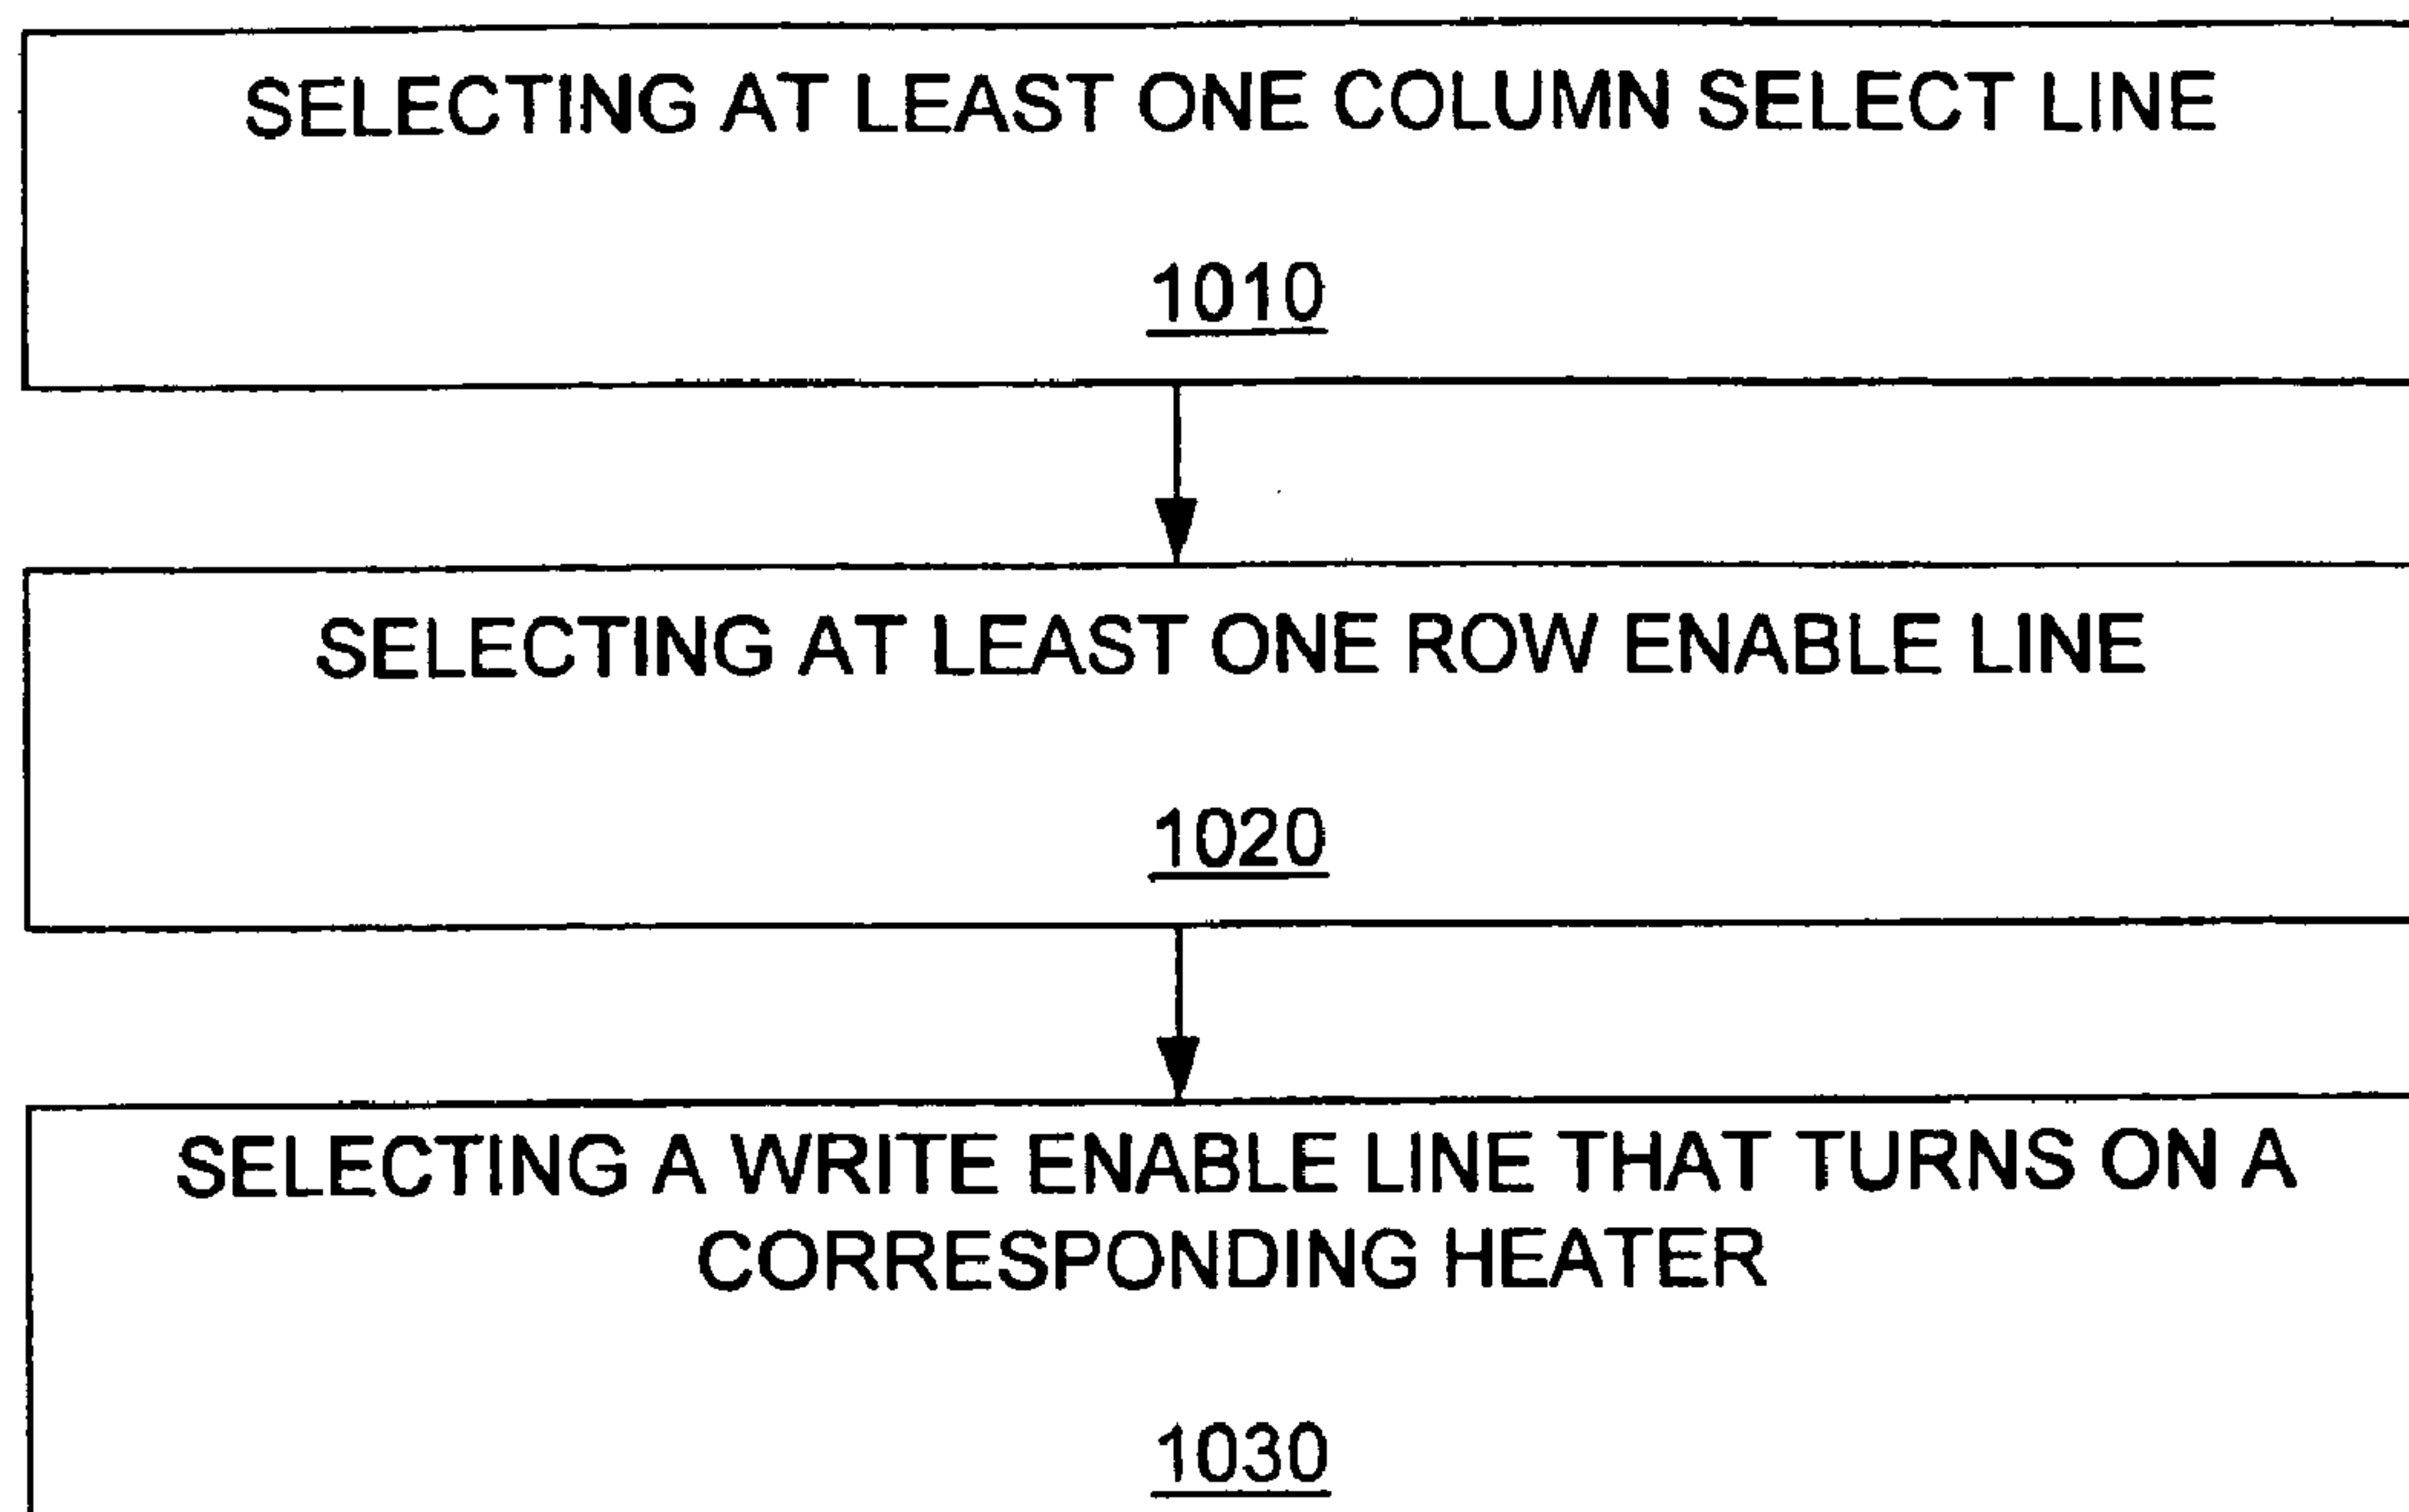 SELECTING AT LEAST ONE COLUMN SELECT LINE
1010
SELECTING AT LEAST ONE ROW ENABLE LINE
1020
SELECTING A WRITE ENABLE LINE THAT TURNS ON A
CORRESPONDING HEATER
1030